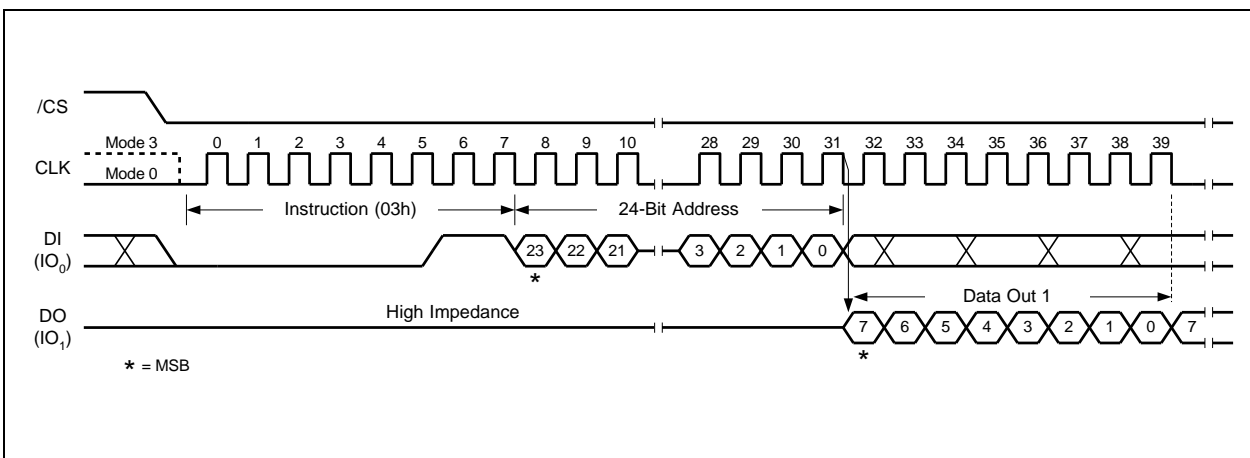 /CS
Mode 3 0 1 2 3 4 5 6 7 8 9 10 28 29 30 31 32 33 34 35 36 37 38 39
CLK
Mode 0
Instruction (03h) 24-Bit Address
DI
(IO₀)
23 22 21 3 2 1 0
*
Data Out 1
High Impedance
DO
(IO₁)
7 6 5 4 3 2 1 0 7
*
* = MSB